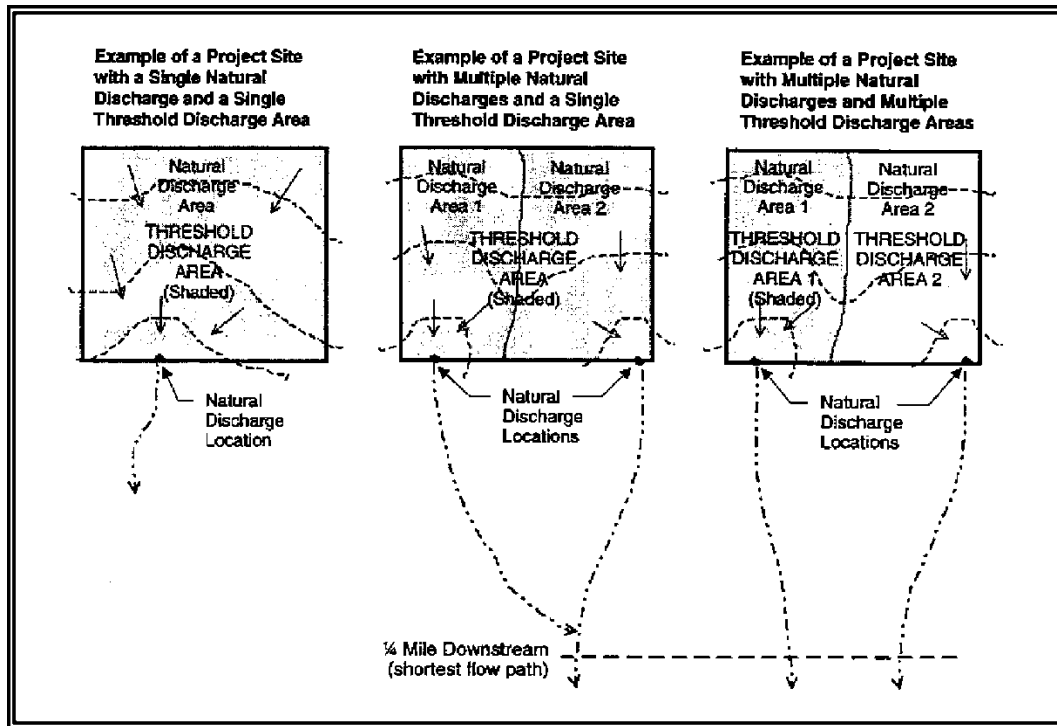 Example of a Project Site
with a Single Natural
Discharge and a Single
Threshold Discharge Area
Natural
Discharge
Area
THRESHOLD
DISCHARGE
AREA
(Shaded)
Natural
Discharge
Location
Example of a Project Site
with Multiple Natural
Discharges and a Single
Threshold Discharge Area
Natural
Discharge
Area 1
Natural
Discharge
Area 2
THRESHOLD
DISCHARGE
AREA
(Shaded)
Natural
Discharge
Locations
Example of a Project Site
with Multiple Natural
Discharges and Multiple
Threshold Discharge Areas
Natural
Discharge
Area 1
Natural
Discharge
Area 2
THRESHOLD
DISCHARGE
AREA 1
(Shaded)
THRESHOLD
DISCHARGE
AREA 2
Natural
Discharge
Locations
¼ Mile Downstream
(shortest flow path)